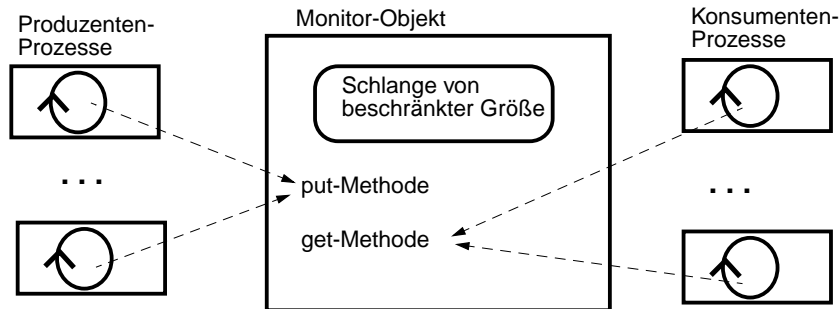 Produzenten-
Prozesse
Monitor-Objekt
Konsumenten-
Prozesse
Schlange von
beschränkter Größe
. . .
put-Methode
. . .
get-Methode